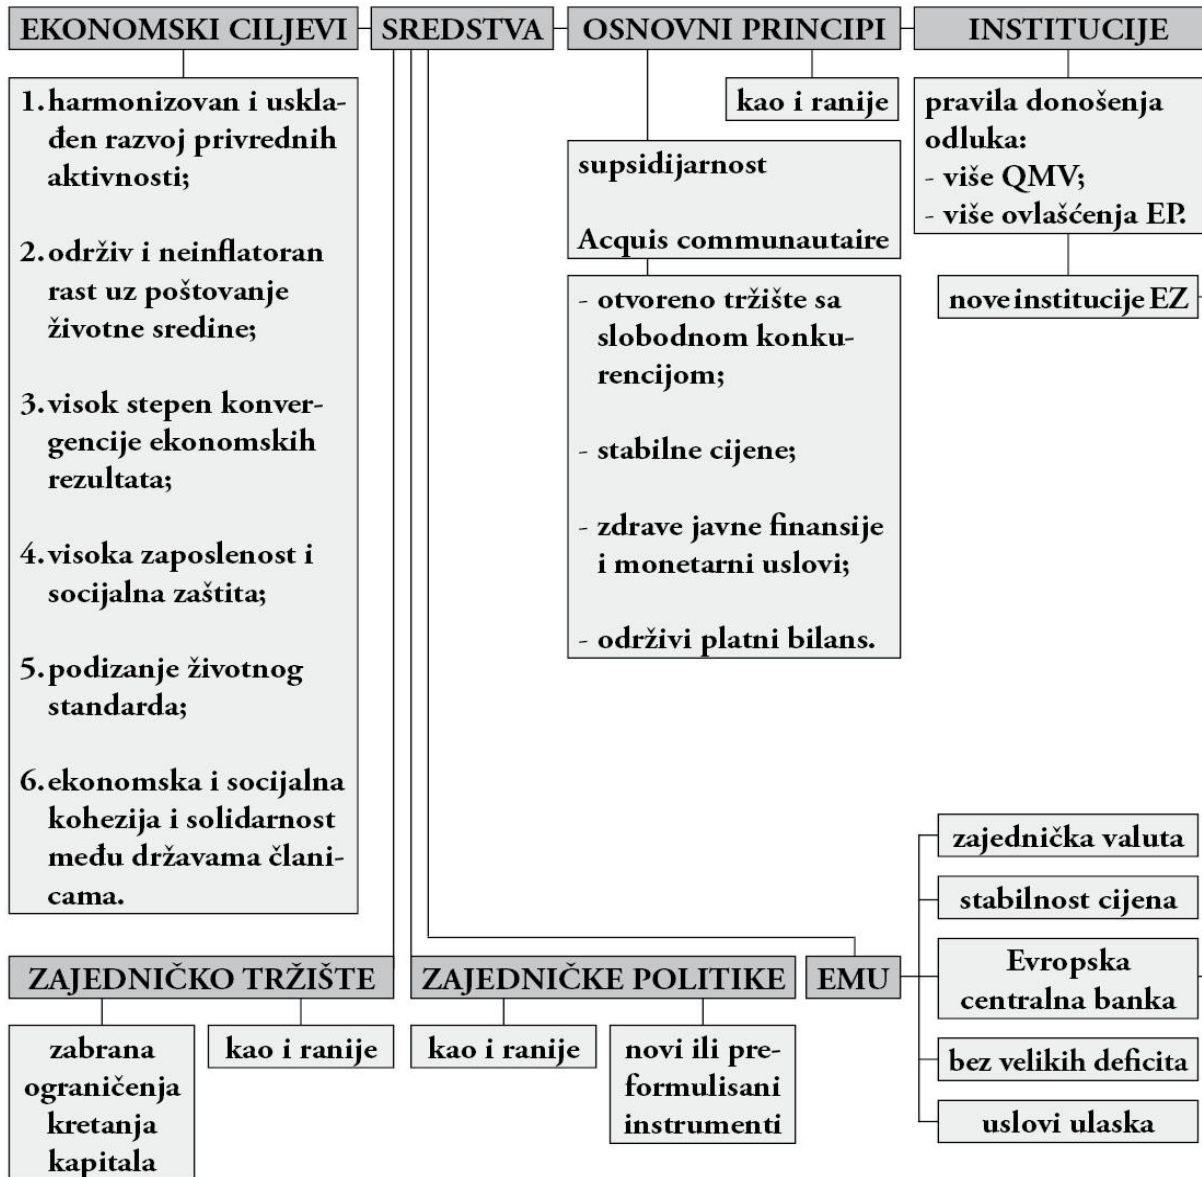 EKONOMSKI CILJEVI
SREDSTVA
OSNOVNI PRINCIPI
INSTITUCIJE
1. harmonizovan i uskla-
đen razvoj privrednih
aktivnosti;
2. održiv i neinflatoran
rast uz poštovanje
životne sredine;
3. visok stepen konver-
gencije ekonomskih
rezultata;
4. visoka zaposlenost i
socijalna zaštita;
5. podizanje životnog
standarda;
6. ekonomska i socijalna
kohezija i solidarnost
među državama člani-
cama.
kao i ranije
supsidijarnost
Acquis communautaire
- otvoreno tržište sa
slobodnom konku-
rencijom;
- stabilne cijene;
- zdrave javne finansije
i monetarni uslovi;
- održivi platni bilans.
pravila donošenja
odluka:
- više QMV;
- više ovlašćenja EP.
nove institucije EZ
ZAJEDNIČKO TRŽIŠTE
zabrana
ograničenja
kretanja
kapitala
kao i ranije
ZAJEDNIČKE POLITIKE
kao i ranije
novi ili pre-
formulisani
instrumenti
EMU
zajednička valuta
stabilnost cijena
Evropska
centralna banka
bez velikih deficita
uslovi ulaska